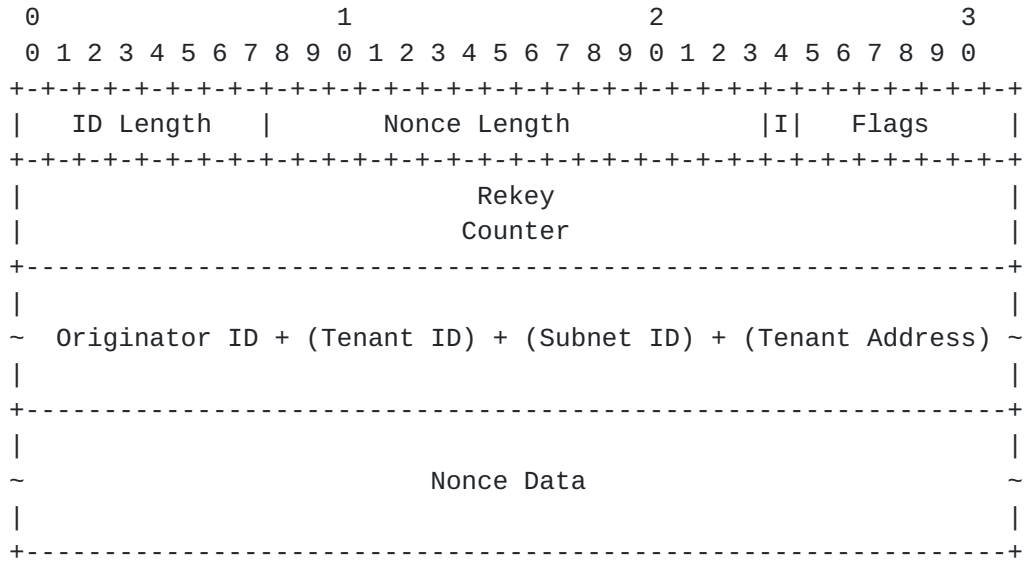 0                   1                   2                   3
 0 1 2 3 4 5 6 7 8 9 0 1 2 3 4 5 6 7 8 9 0 1 2 3 4 5 6 7 8 9 0
+-+-+-+-+-+-+-+-+-+-+-+-+-+-+-+-+-+-+-+-+-+-+-+-+-+-+-+-+-+-+-+-+
|   ID Length   |       Nonce Length            |I|   Flags     |
+-+-+-+-+-+-+-+-+-+-+-+-+-+-+-+-+-+-+-+-+-+-+-+-+-+-+-+-+-+-+-+-+
|                             Rekey                             |
|                            Counter                            |
+---------------------------------------------------------------+
|                                                               |
~  Originator ID + (Tenant ID) + (Subnet ID) + (Tenant Address) ~
|                                                               |
+---------------------------------------------------------------+
|                                                               |
~                          Nonce Data                           ~
|                                                               |
+---------------------------------------------------------------+